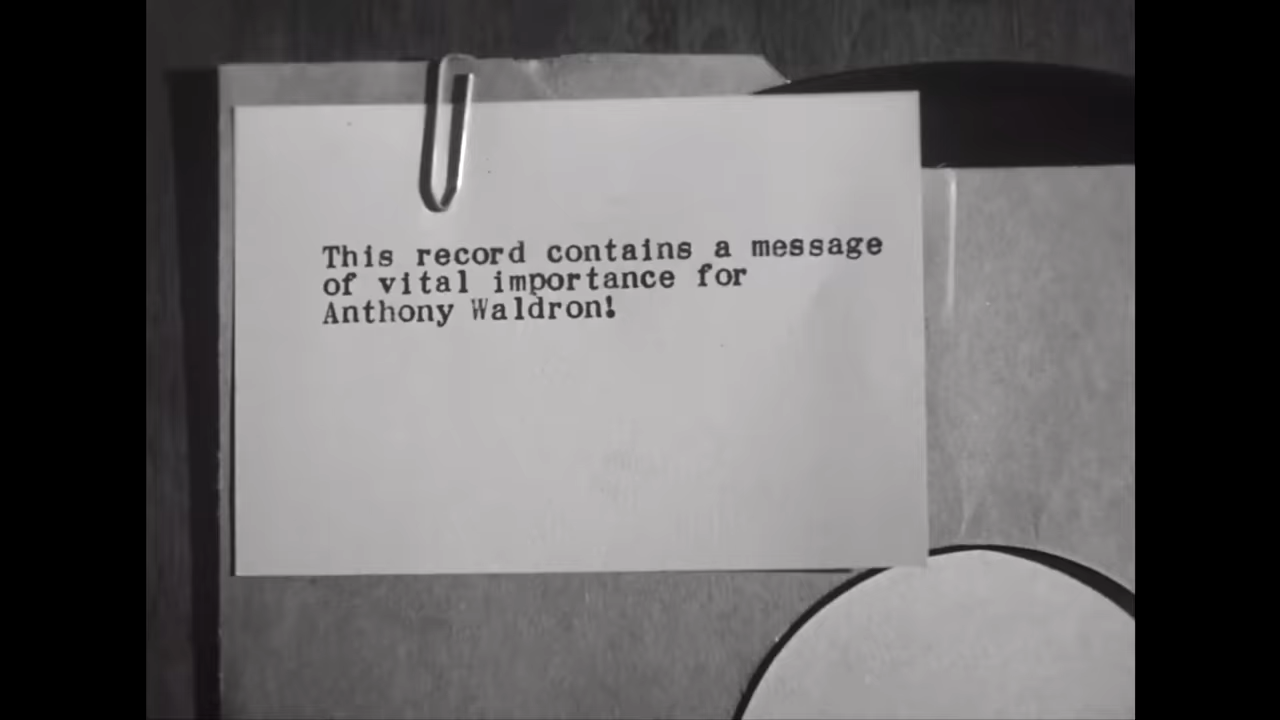 This record contains a message
of vital importance for
Anthony Waldron!